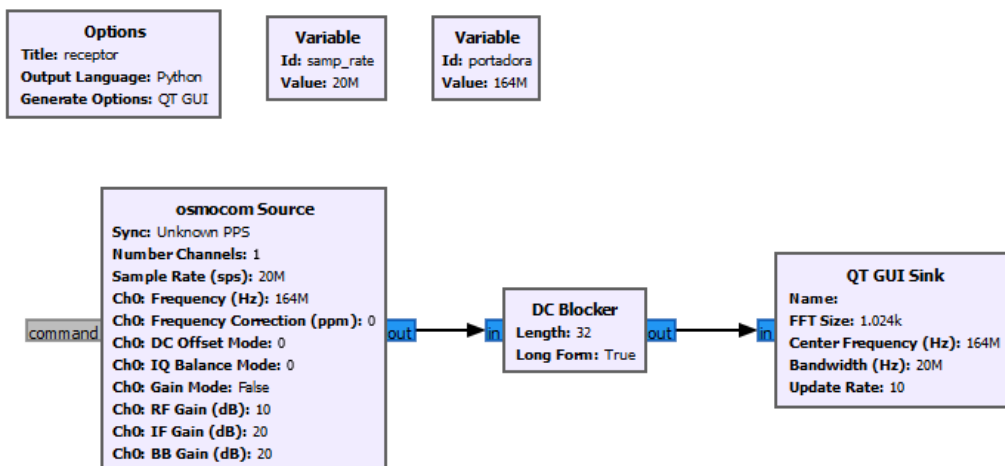 Options
Title: receptor
Output Language: Python
Generate Options: QT GUI
Variable
Id: samp_rate
Value: 20M
Variable
Id: portadora
Value: 164M
osmocom Source
Sync: Unknown PPS
Number Channels: 1
Sample Rate (sps): 20M
Ch0: Frequency (Hz): 164M
Ch0: Frequency Correction (ppm): 0
Ch0: DC Offset Mode: 0
Ch0: IQ Balance Mode: 0
Ch0: Gain Mode: False
Ch0: RF Gain (dB): 10
Ch0: IF Gain (dB): 20
Ch0: BB Gain (dB): 20
command
out
in
DC Blocker
Length: 32
Long Form: True
out
in
QT GUI Sink
Name:
FFT Size: 1.024k
Center Frequency (Hz): 164M
Bandwidth (Hz): 20M
Update Rate: 10